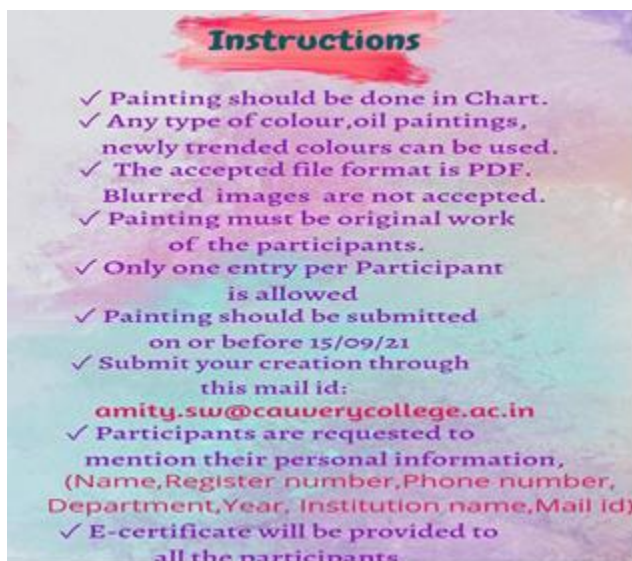 Instructions
✓ Painting should be done in Chart.
✓ Any type of colour,oil paintings,
newly trended colours can be used.
✓ The accepted file format is PDF.
Blurred images are not accepted.
✓ Painting must be original work
of the participants.
✓ Only one entry per Participant
is allowed
✓ Painting should be submitted
on or before 15/09/21
✓ Submit your creation through
this mail id:
amity.sw@cauverycollege.ac.in
✓ Participants are requested to
mention their personal information,
(Name,Register number,Phone number,
Department,Year, Institution name,Mail id)
✓ E-certificate will be provided to
all the participants